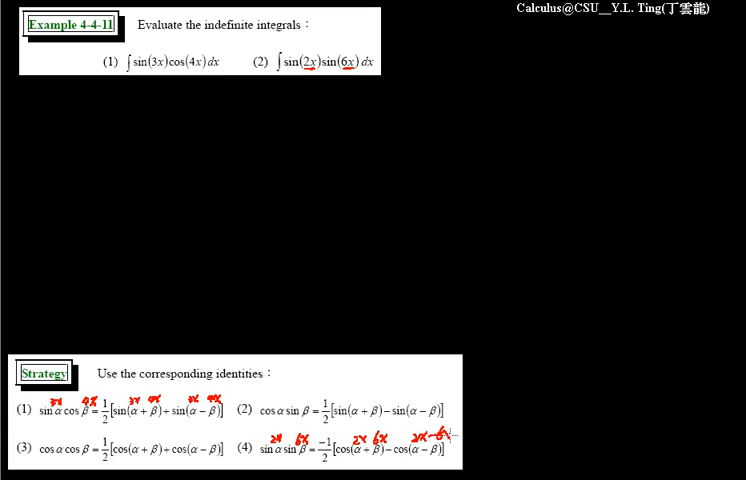 Calculus@CSU__Y.L. Ting(丁雲龍)
Example 4-4-11 Evaluate the indefinite integrals：
(1) ∫sin(3x)cos(4x)dx (2) ∫sin(2x)sin(6x)dx
Strategy Use the corresponding identities：
3x 4x 3x 4x 3x 4x
(1) sin α cos β = 1/2[sin(α + β)+sin(α − β)] (2) cos α sin β = 1/2[sin(α + β)−sin(α − β)]
2x 6x 2x 6x 2x-6x
(3) cos α cos β = 1/2[cos(α + β)+cos(α − β)] (4) sin α sin β = -1/2[cos(α + β)−cos(α − β)]